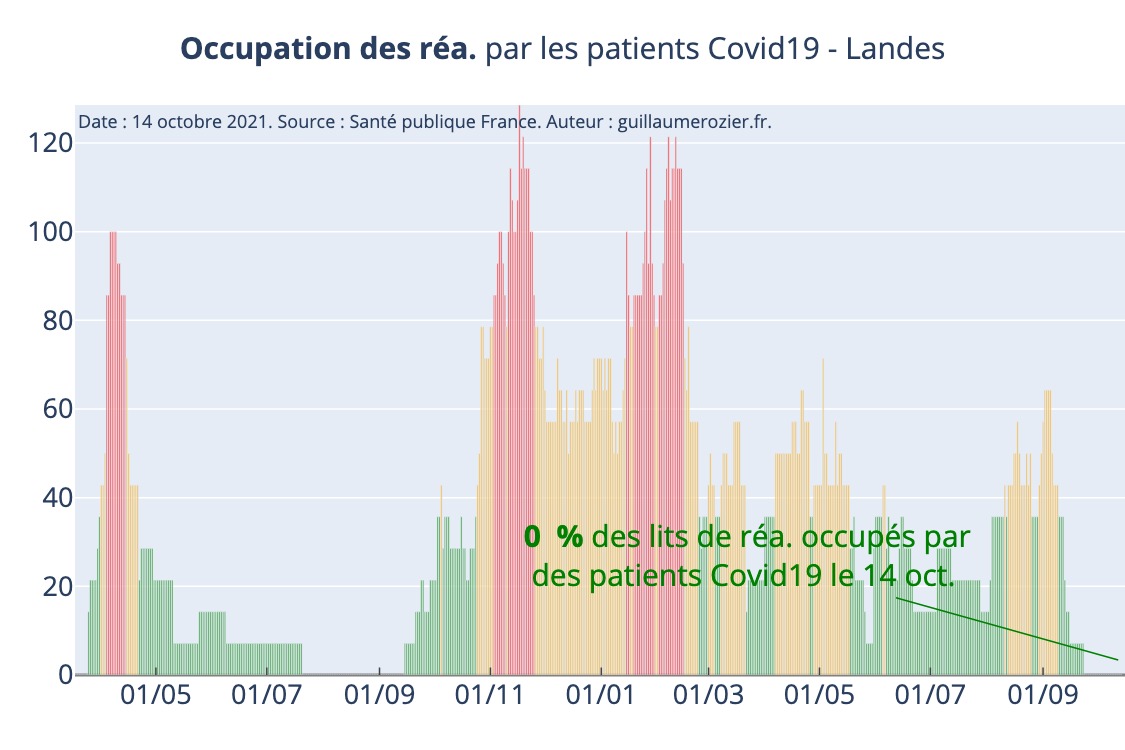 Occupation des réa. par les patients Covid19 - Landes
Date : 14 octobre 2021. Source : Santé publique France. Auteur : guillaumerozier.fr.
120
100
80
60
40
20
0
0 % des lits de réa. occupés par
des patients Covid19 le 14 oct.
01/05 01/07 01/09 01/11 01/01 01/03 01/05 01/07 01/09